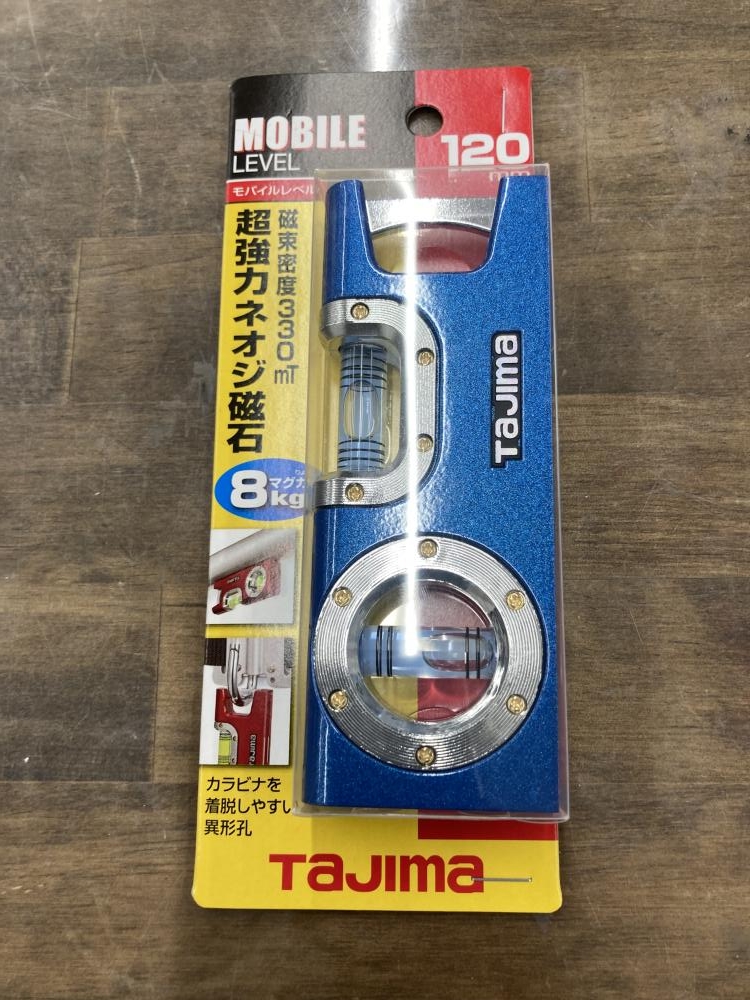 MOBILE
LEVEL
120
mm
モバイルレベル
磁束密度330mT
超強力ネオジ磁石
8kg
マグカ
Tajima
カラビナを
着脱しやすい
異形孔
Tajima